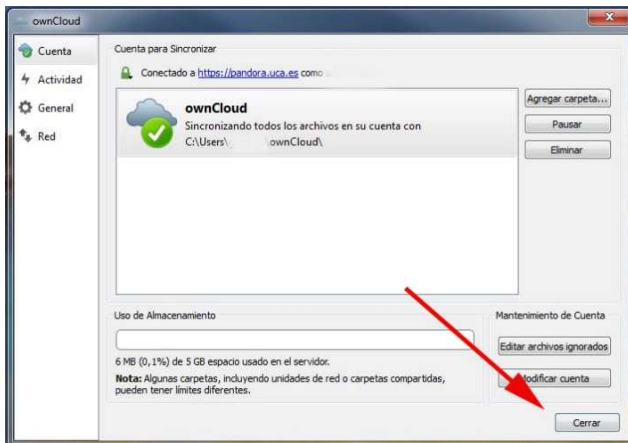 ownCloud
Cuenta
Actividad
General
Red
Cuenta para Sincronizar
Conectado a https://pandora.uca.es como
ownCloud
Sincronizando todos los archivos en su cuenta con
C:\Users\ .ownCloud\
Agregar carpeta...
Pausar
Eliminar
Uso de Almacenamiento
6 MB (0,1%) de 5 GB espacio usado en el servidor.
Nota: Algunas carpetas, incluyendo unidades de red o carpetas compartidas,
pueden tener límites diferentes.
Mantenimiento de Cuenta
Editar archivos ignorados
Modificar cuenta
Cerrar